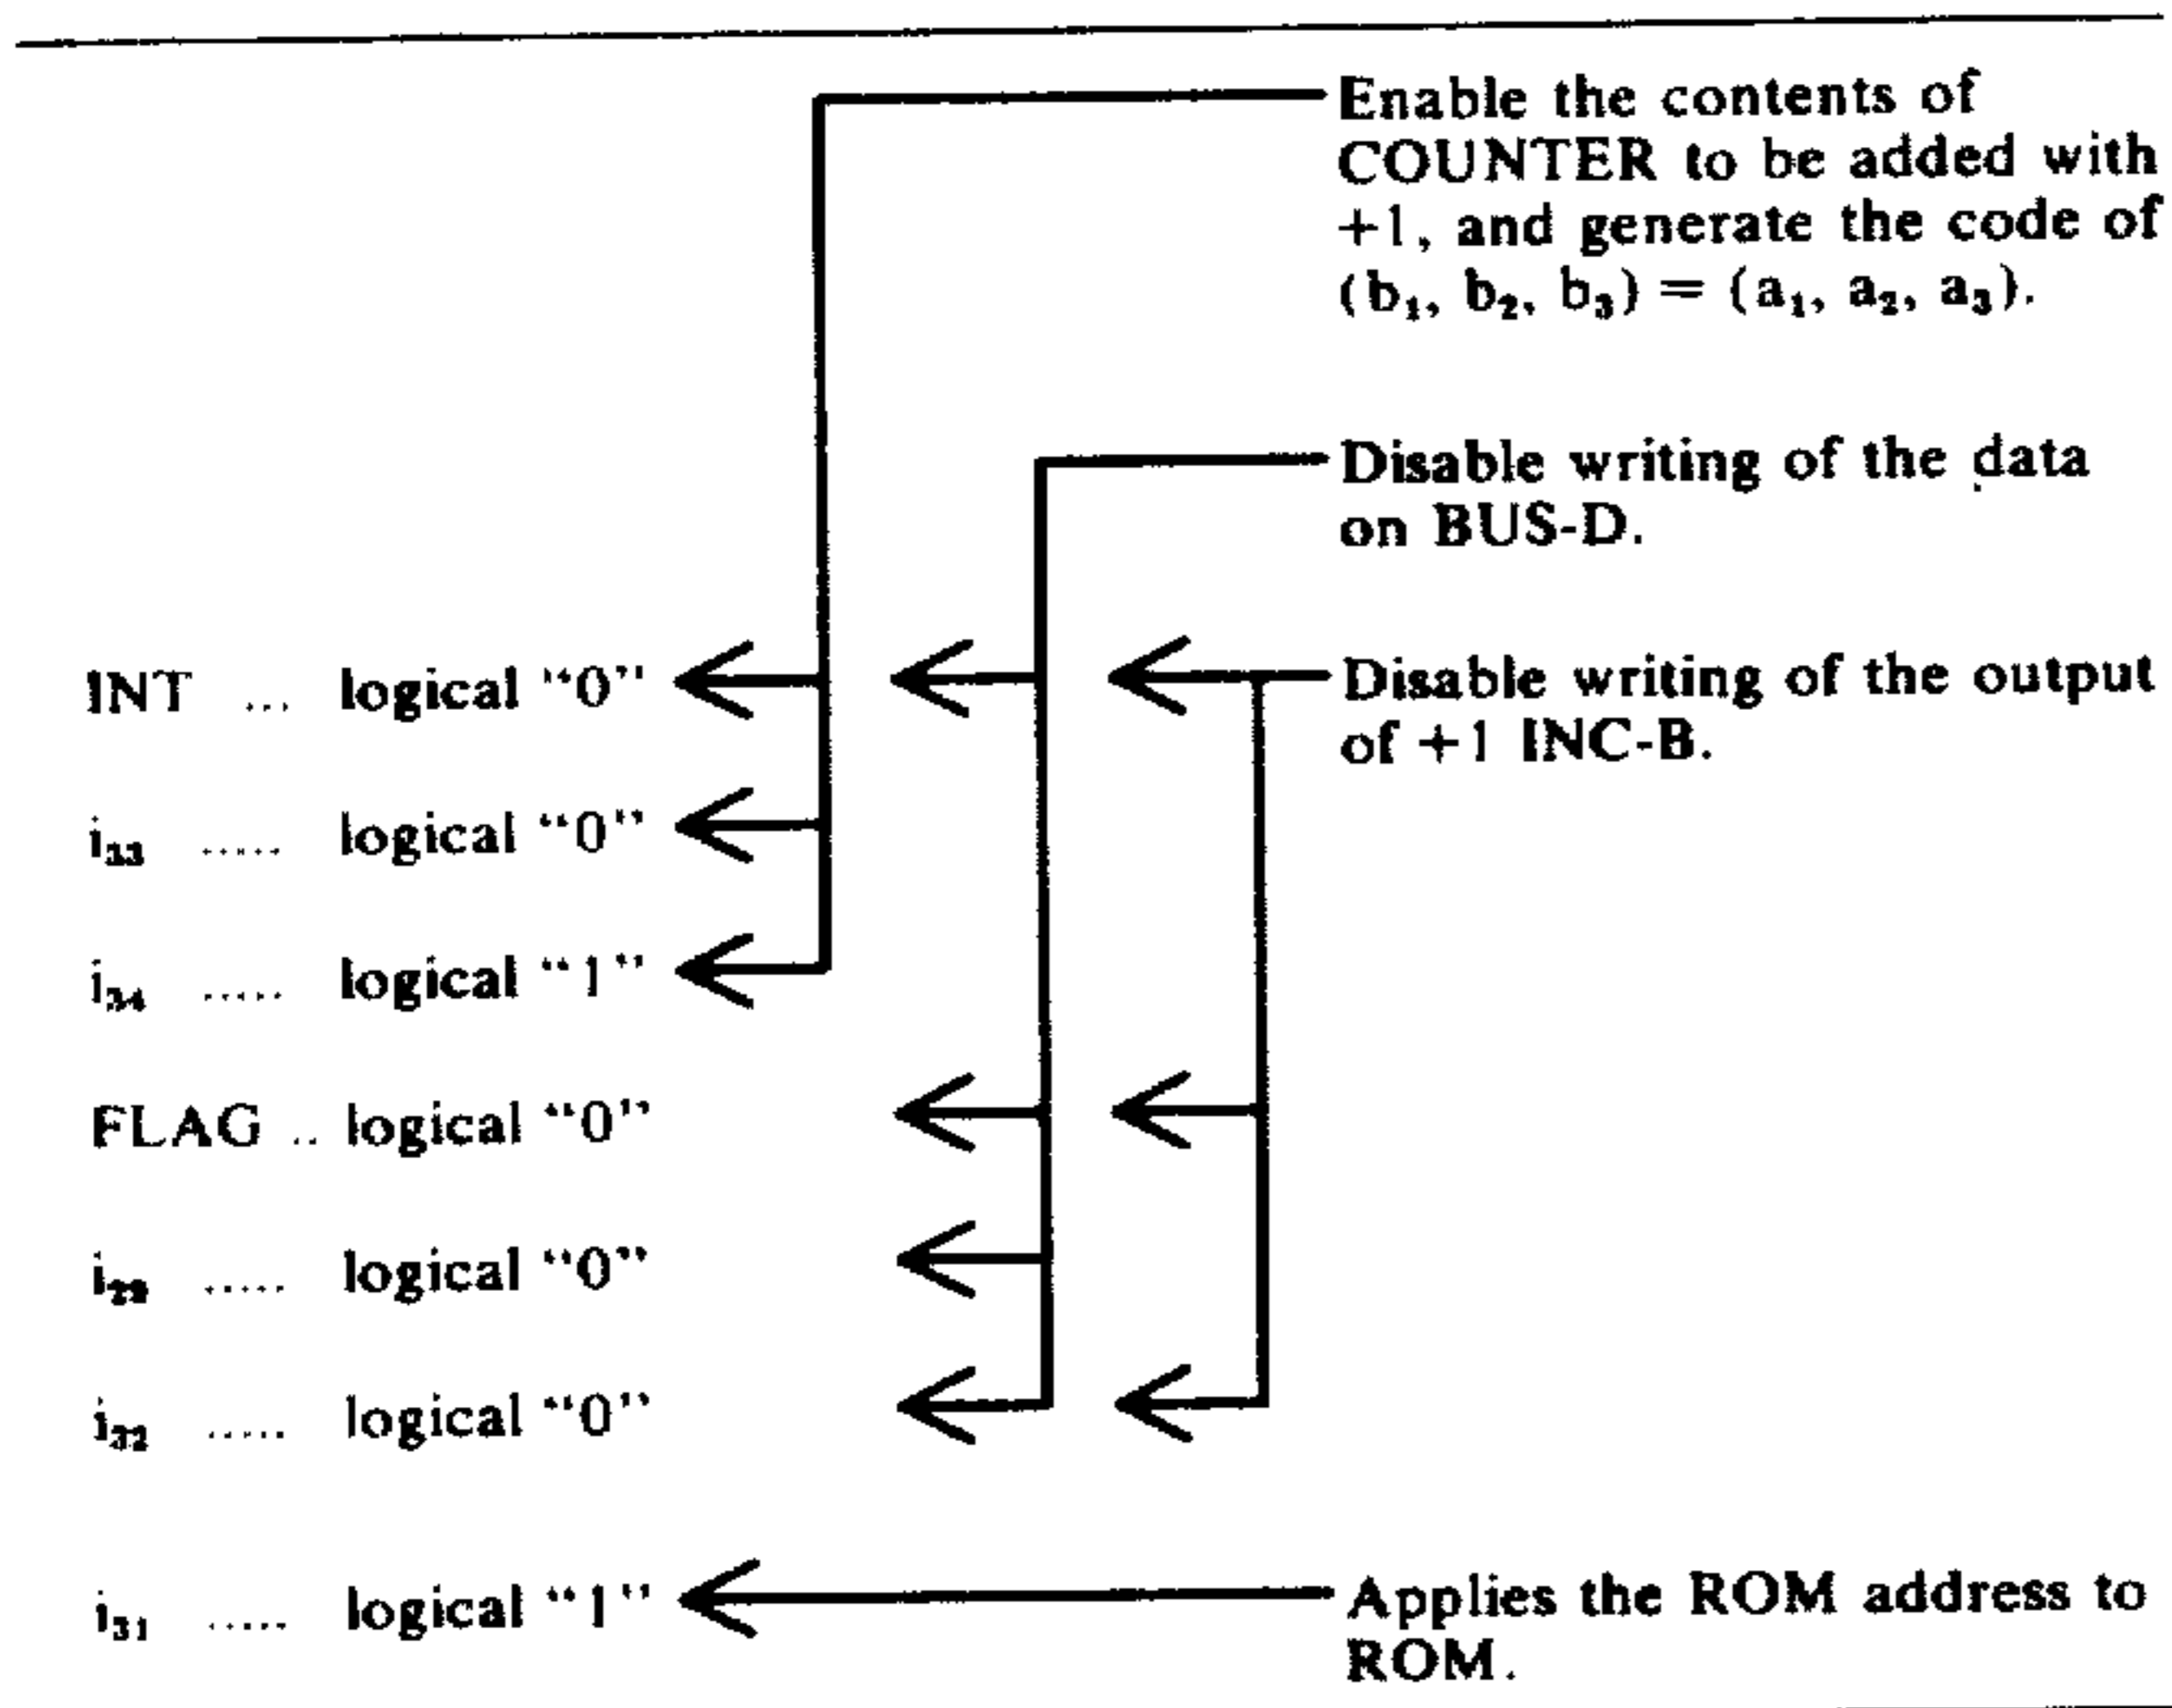 Enable the contents of
COUNTER to be added with
+1, and generate the code of
(b₁, b₂, b₃) = (a₁, a₂, a₃).
Disable writing of the data
on BUS-D.
INT ... logical “0” Disable writing of the output
of +1 INC-B.
i₃₃ ..... logical “0”
i₃₄ ..... logical “1”
FLAG .. logical “0”
i₂₉ ..... logical “0”
i₃₂ ..... logical “0”
i₃₁ ..... logical “1” Applies the ROM address to
ROM.